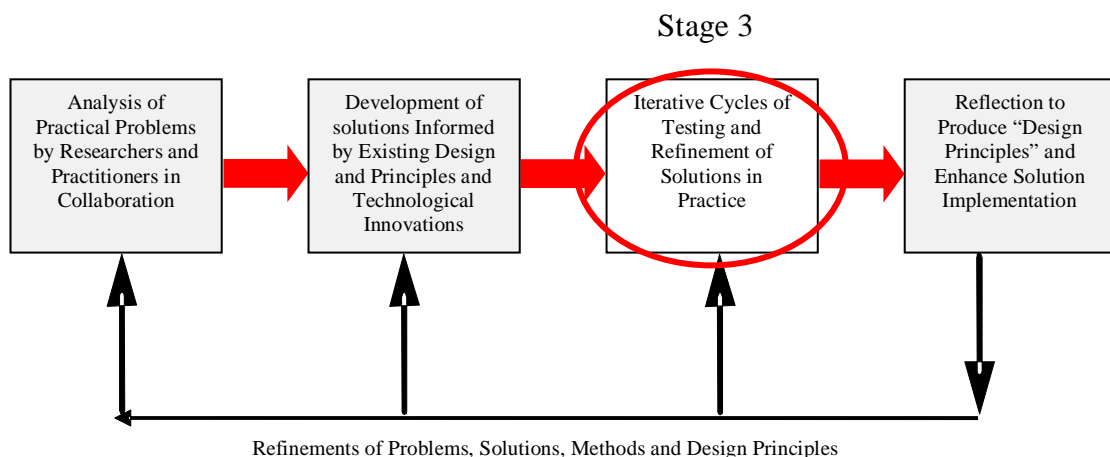 Stage 3
Analysis of
Practical Problems
by Researchers and
Practitioners in
Collaboration
Development of
solutions Informed
by Existing Design
and Principles and
Technological
Innovations
Iterative Cycles of
Testing and
Refinement of
Solutions in
Practice
Reflection to
Produce “Design
Principles” and
Enhance Solution
Implementation
Refinements of Problems, Solutions, Methods and Design Principles